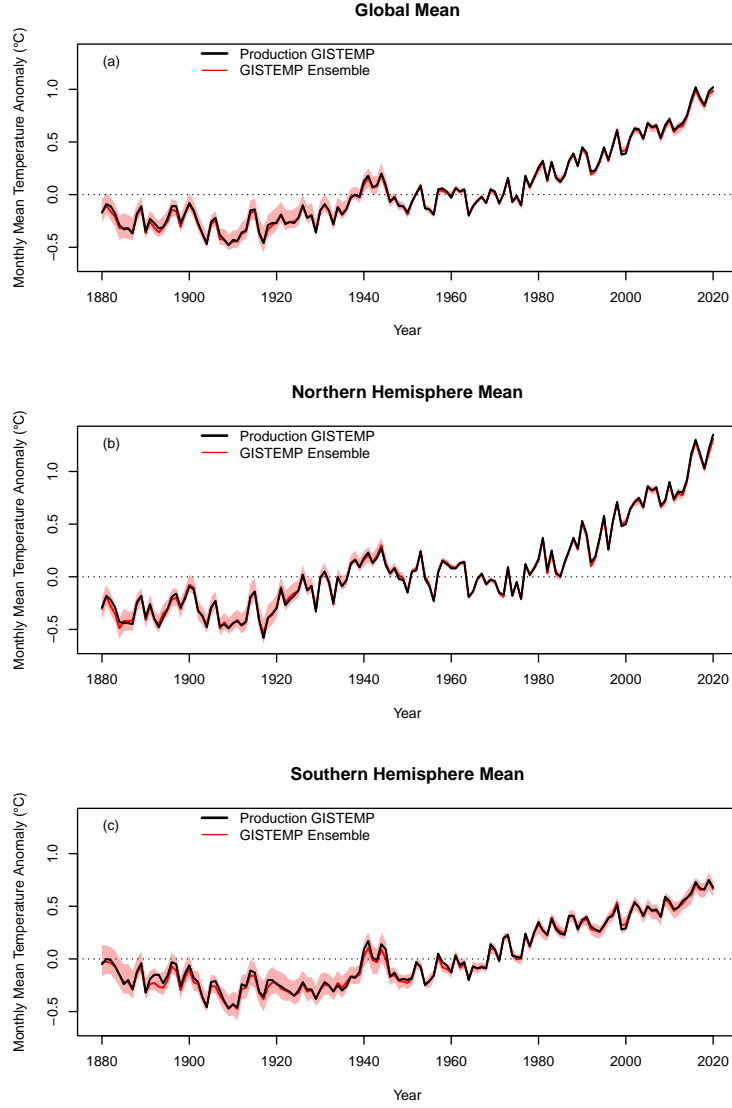 Global Mean
Monthly Mean Temperature Anomaly (°C)
(a)
Production GISTEMP
GISTEMP Ensemble
1.0
0.5
0.0
−0.5
1880 1900 1920 1940 1960 1980 2000 2020
Year
Northern Hemisphere Mean
Monthly Mean Temperature Anomaly (°C)
(b)
Production GISTEMP
GISTEMP Ensemble
1.0
0.5
0.0
−0.5
1880 1900 1920 1940 1960 1980 2000 2020
Year
Southern Hemisphere Mean
Monthly Mean Temperature Anomaly (°C)
(c)
Production GISTEMP
GISTEMP Ensemble
1.0
0.5
0.0
−0.5
1880 1900 1920 1940 1960 1980 2000 2020
Year